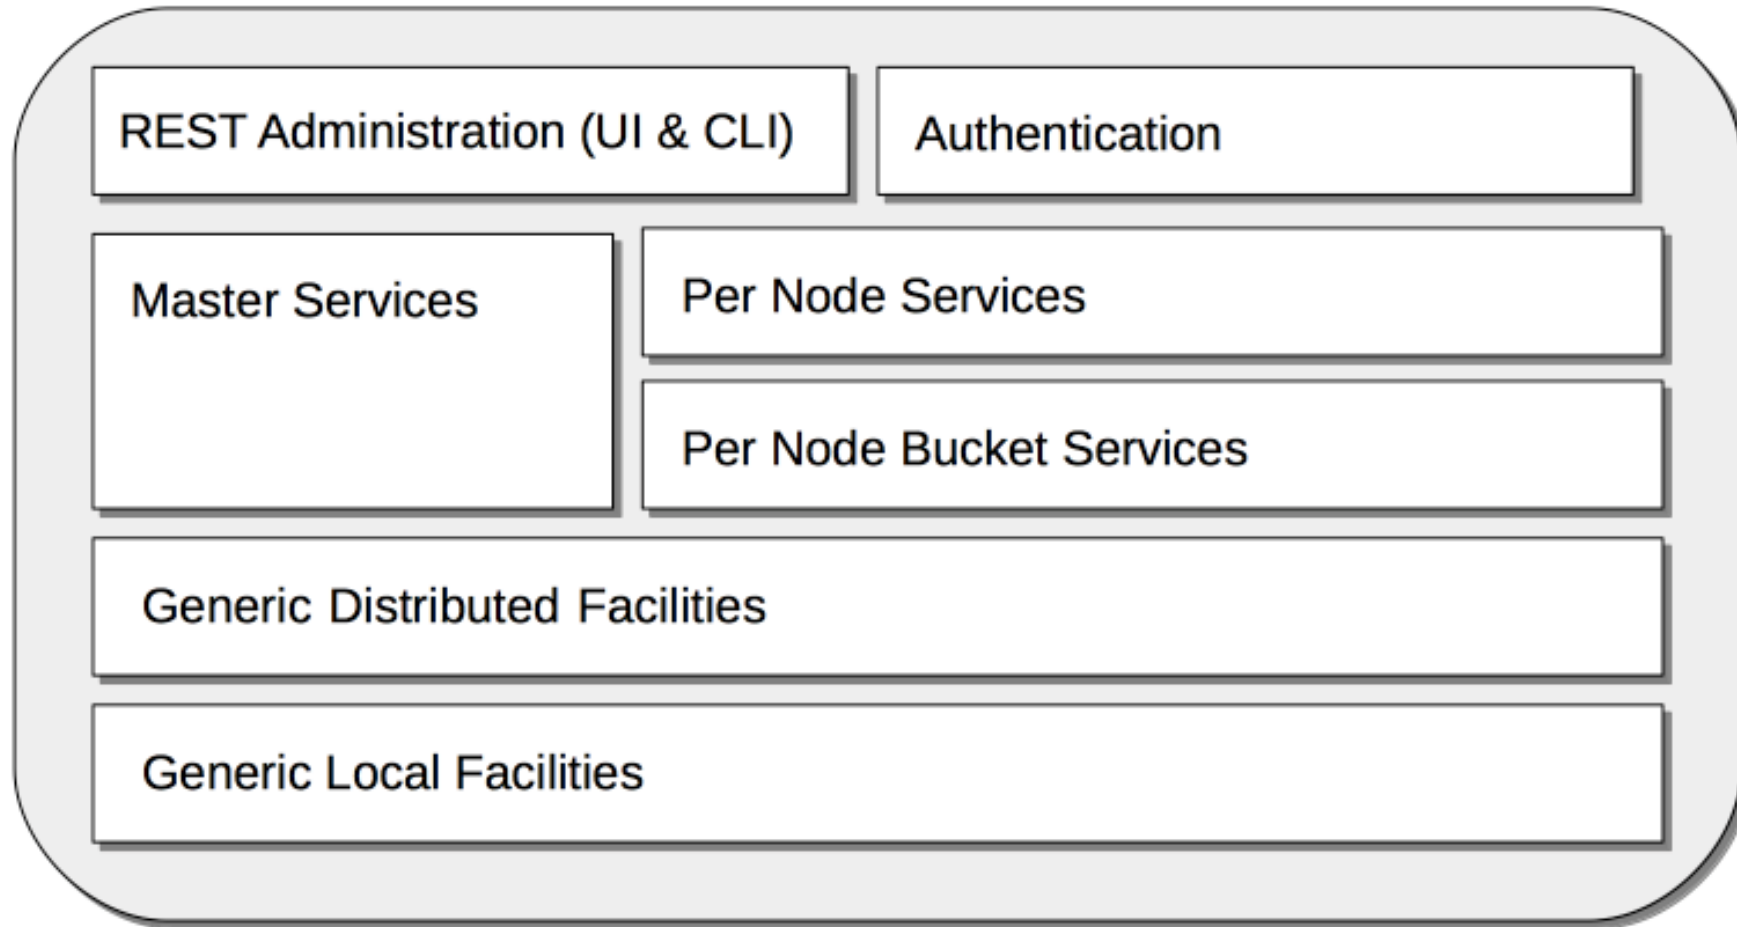 REST Administration (UI & CLI)
Authentication
Master Services
Per Node Services
Per Node Bucket Services
Generic Distributed Facilities
Generic Local Facilities